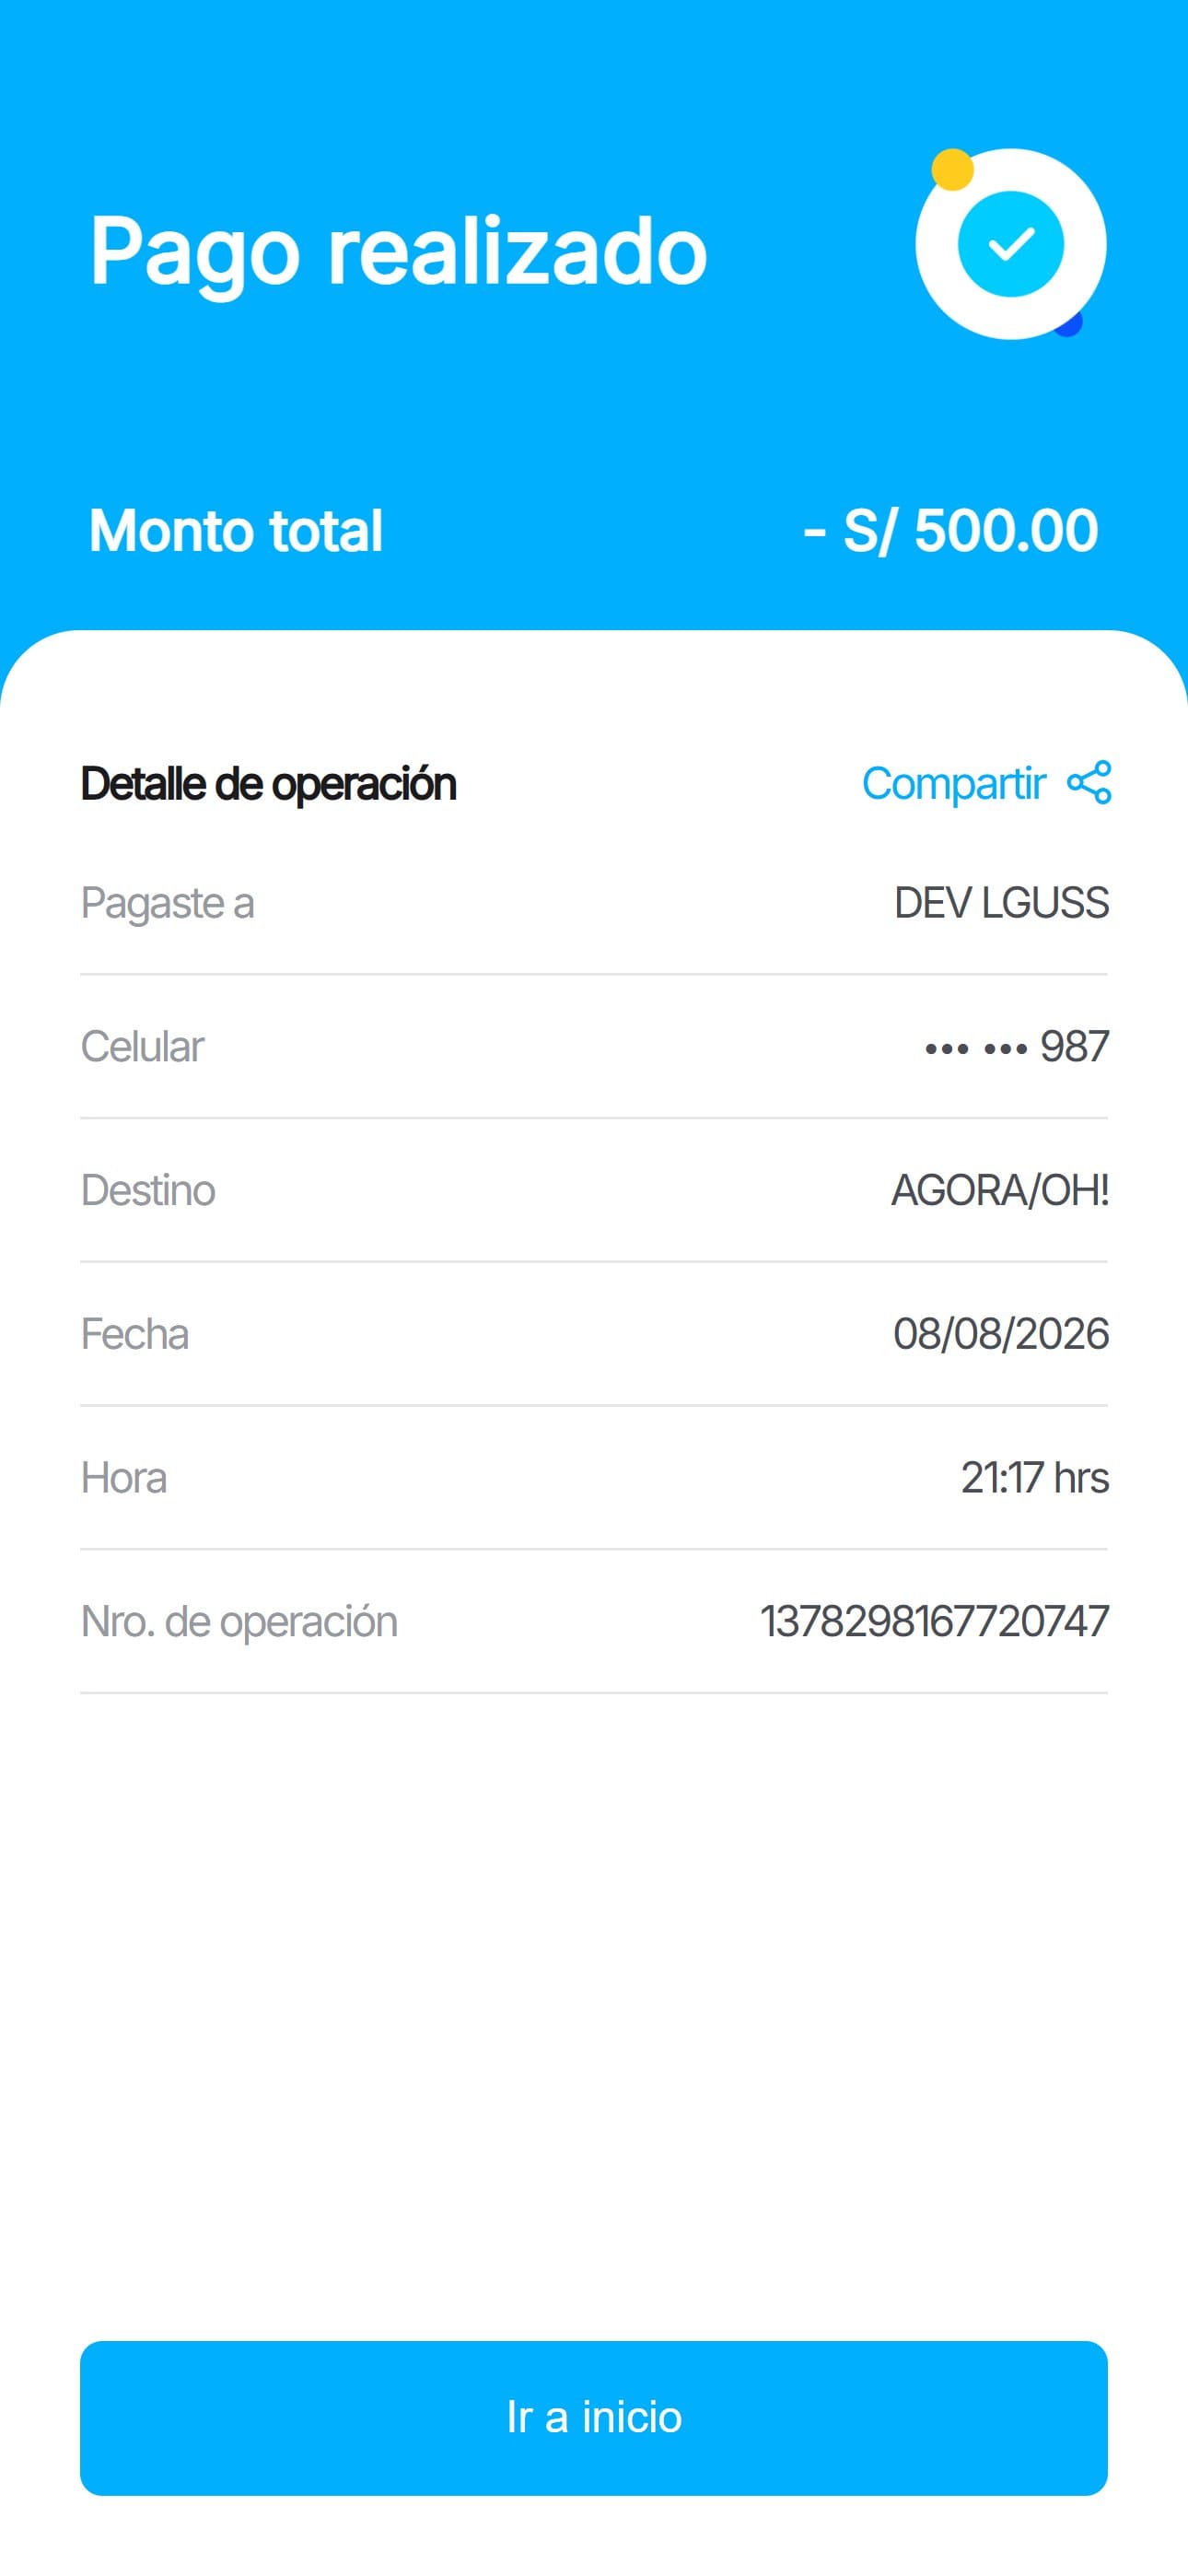 Pago realizado
Monto total - S/ 500.00
Detalle de operación Compartir
Pagaste a DEV LGUSS
Celular ••• ••• 987
Destino AGORA/OH!
Fecha 08/08/2026
Hora 21:17 hrs
Nro. de operación 1378298167720747
Ir a inicio